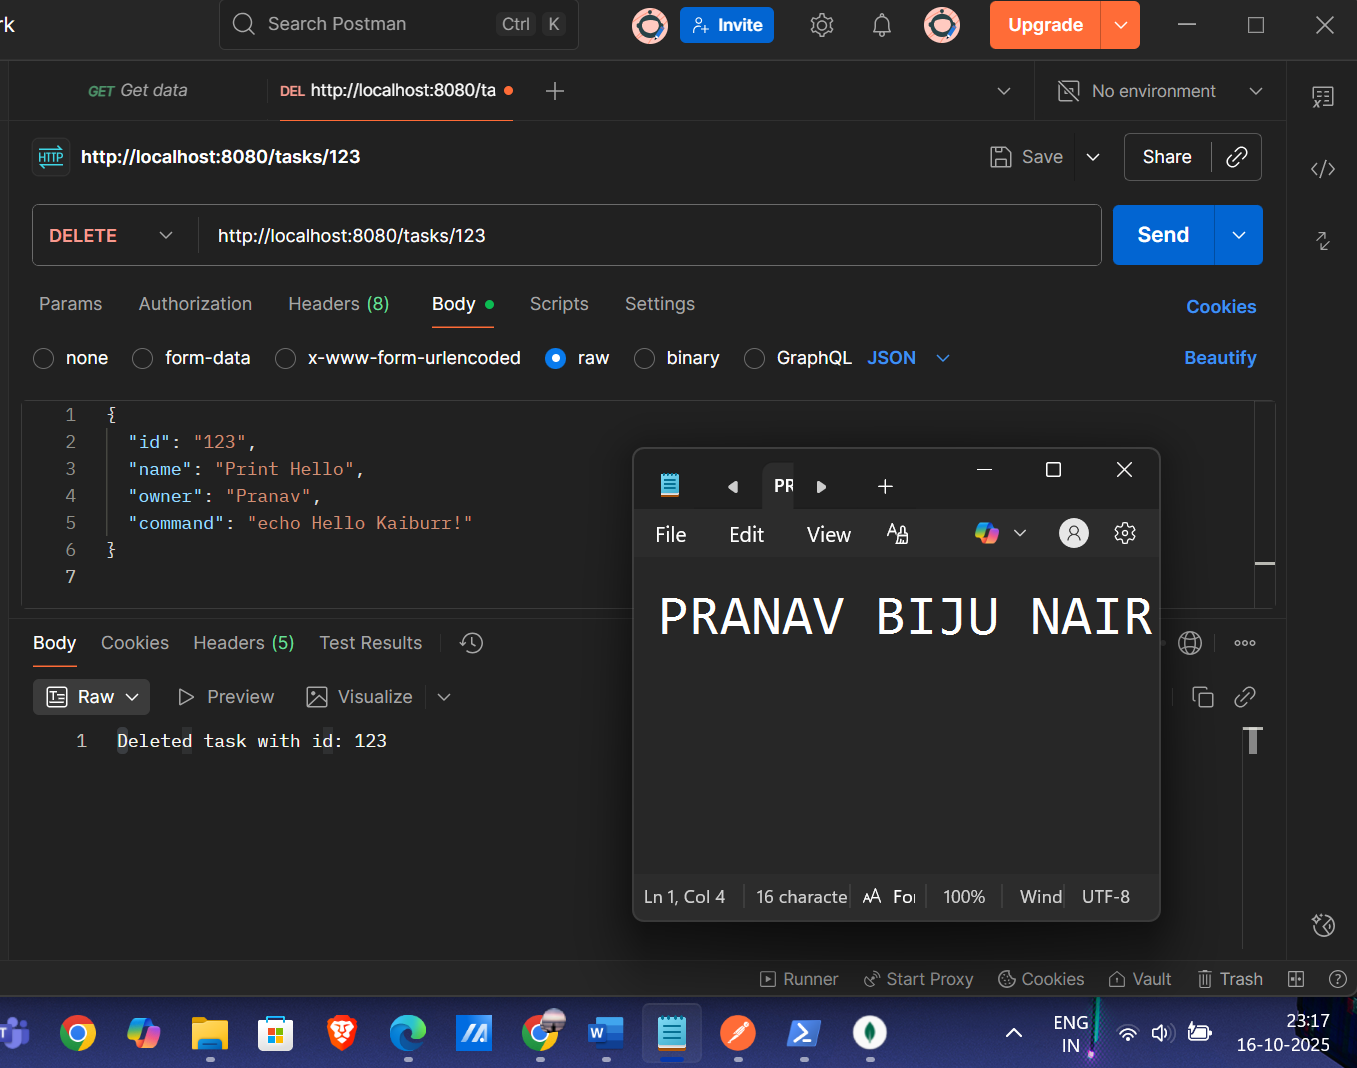 rk
Search Postman
Ctrl K
Invite
Upgrade
GET Get data
DEL http://localhost:8080/ta
No environment
HTTP
http://localhost:8080/tasks/123
Save
Share
DELETE
http://localhost:8080/tasks/123
Send
Params Authorization Headers (8) Body Scripts Settings
Cookies
none form-data x-www-form-urlencoded raw binary GraphQL JSON
Beautify
1 {
2 "id": "123",
3 "name": "Print Hello",
4 "owner": "Pranav",
5 "command": "echo Hello Kaiburr!"
6 }
7
PR
File Edit View
PRANAV BIJU NAIR
Ln 1, Col 4 16 characte For 100% Wind UTF-8
Body Cookies Headers (5) Test Results
Raw Preview Visualize
1 Deleted task with id: 123
Runner Start Proxy Cookies Vault Trash
ENG
IN
23:17
16-10-2025